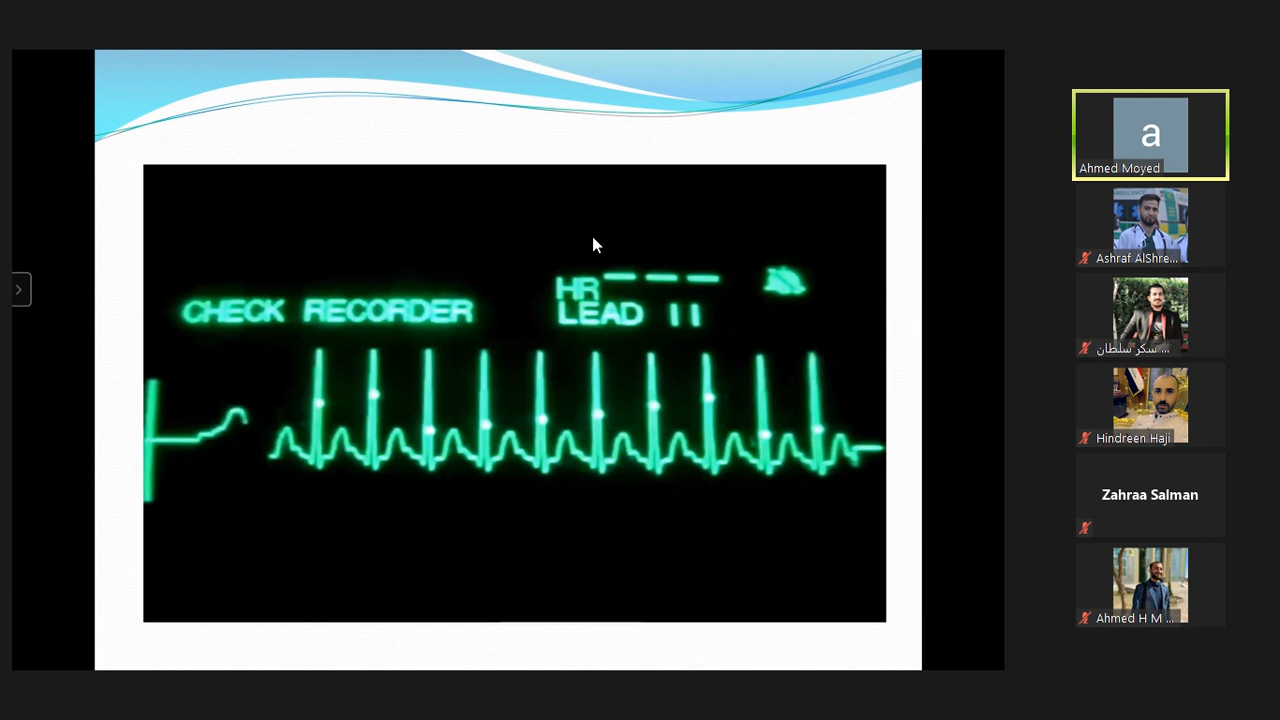 CHECK RECORDER
HR ---
LEAD II
a
Ahmed Moyed
Ashraf AlShre...
سكر سلطان ...
Hindreen Haji
Zahraa Salman
Ahmed H M ...